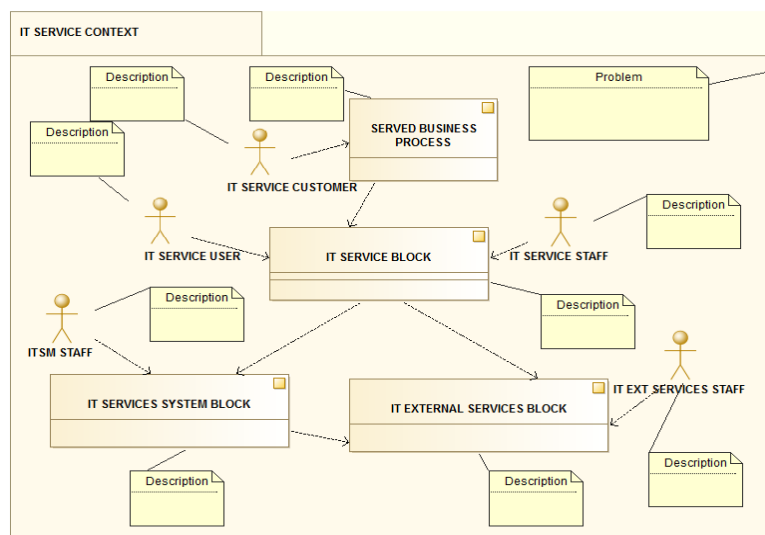 IT SERVICE CONTEXT
Description
Description
Problem
Description
SERVED BUSINESS
PROCESS
IT SERVICE CUSTOMER
Description
IT SERVICE USER
IT SERVICE BLOCK
IT SERVICE STAFF
Description
Description
ITSM STAFF
IT EXT SERVICES STAFF
IT SERVICES SYSTEM BLOCK
IT EXTERNAL SERVICES BLOCK
Description
Description
Description